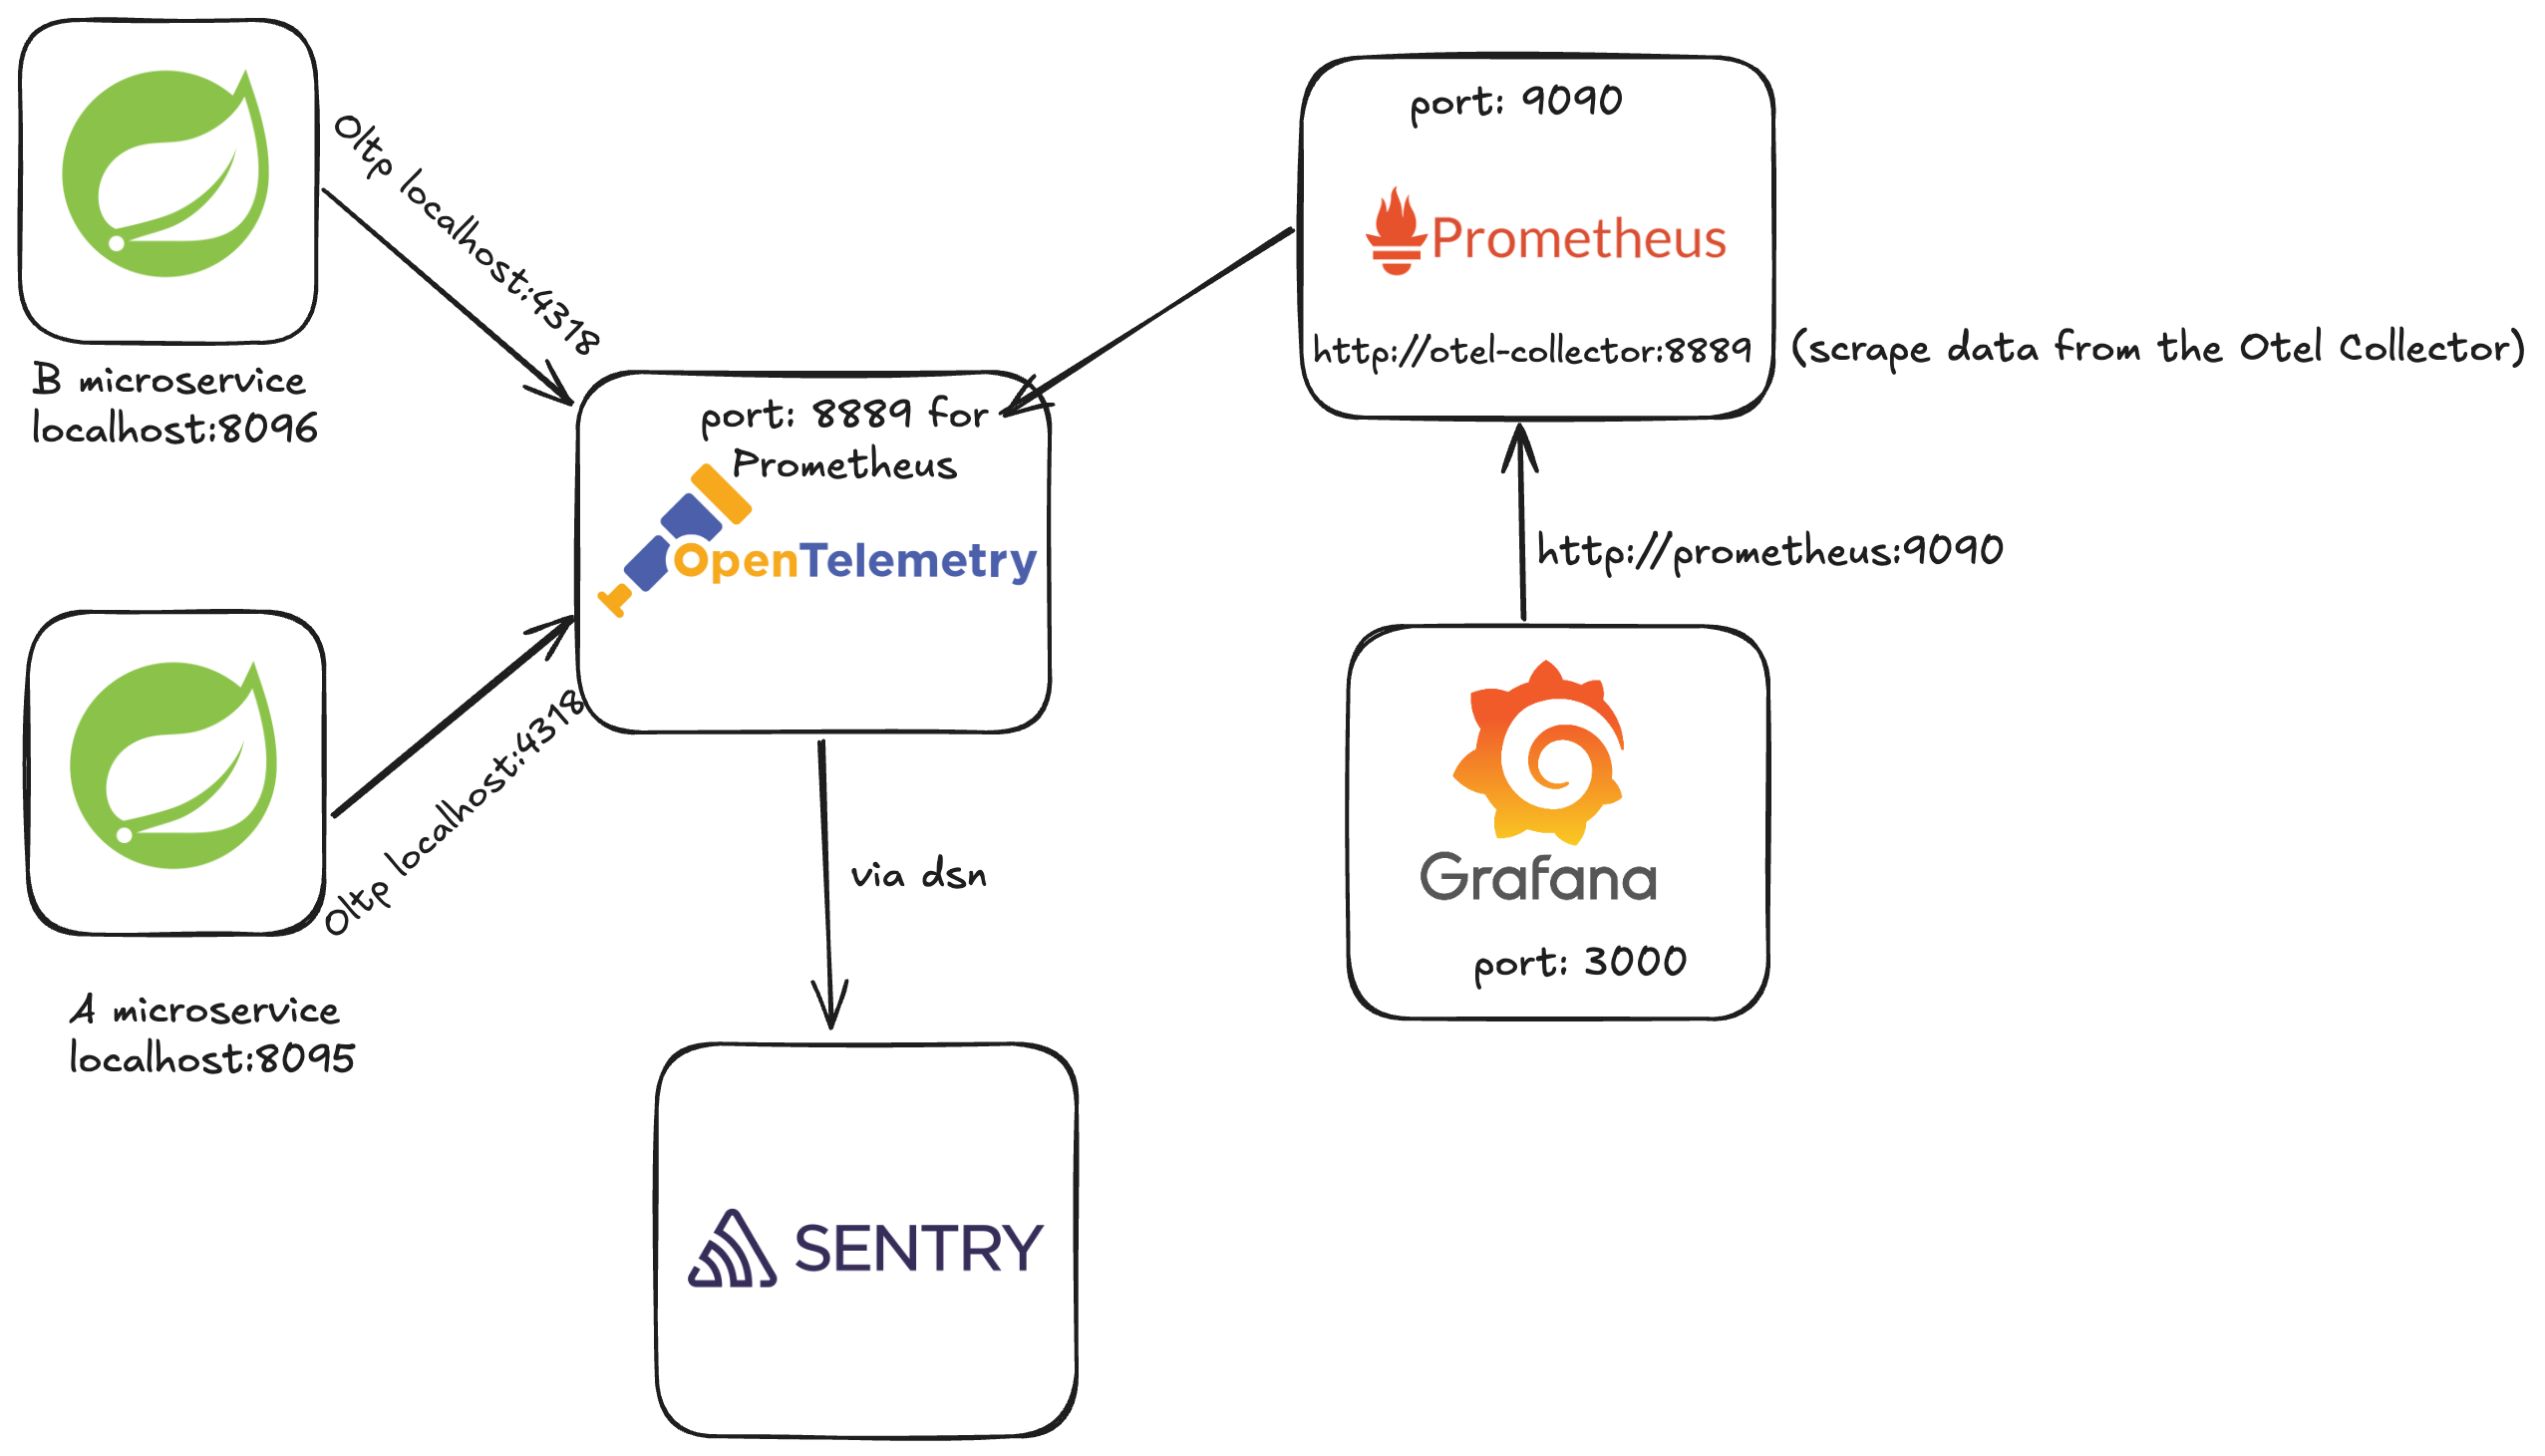 Oltp localhost:4318
B microservice
localhost:8096
port: 8889 for
Prometheus
OpenTelemetry
Oltp localhost:4318
A microservice
localhost:8095
via dsn
SENTRY
port: 9090
Prometheus
http://otel-collector:8889
(scrape data from the Otel Collector)
http://prometheus:9090
Grafana
port: 3000